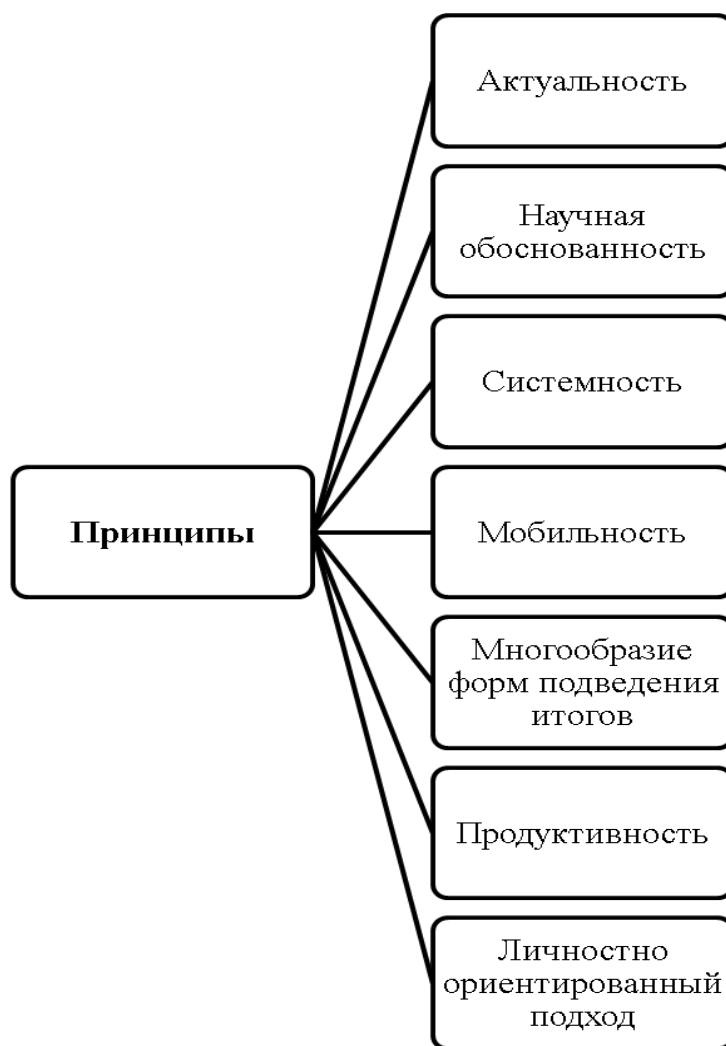 Принципы
Актуальность
Научная
обоснованность
Системность
Мобильность
Многообразие
форм подведения
итогов
Продуктивность
Личностно
ориентированный
подход